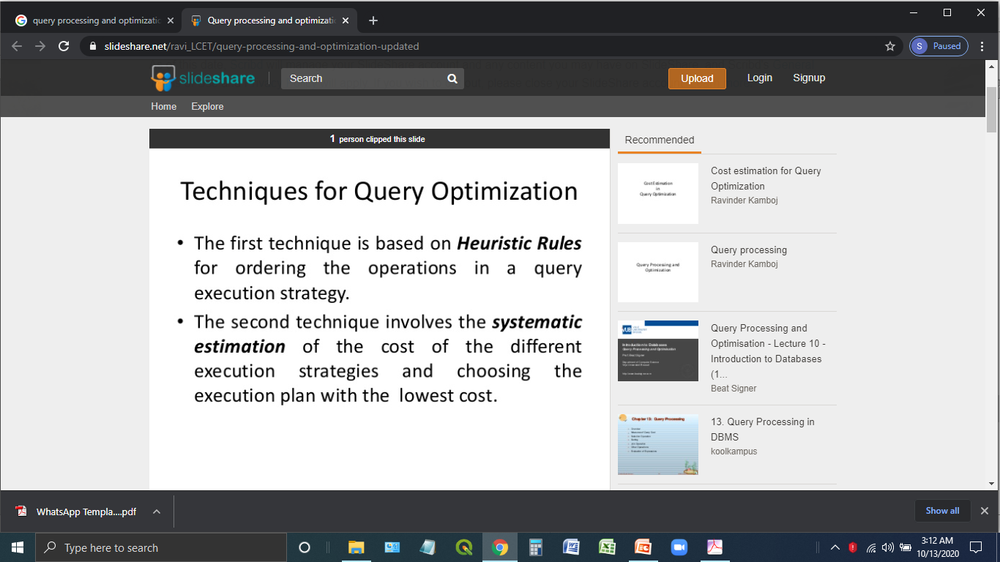 query processing and optimizatio
Query processing and optimizati
slideshare.net/ravi_LCET/query-processing-and-optimization-updated
S Paused
slideshare
Search
Upload
Login
Signup
Home
Explore
1 person clipped this slide
Techniques for Query Optimization
• The first technique is based on Heuristic Rules
for ordering the operations in a query
execution strategy.
• The second technique involves the systematic
estimation of the cost of the different
execution strategies and choosing the
execution plan with the lowest cost.
Recommended
Cost Estimation
in
Query Optimization
Cost estimation for Query
Optimization
Ravinder Kamboj
Query Processing and
Optimization
Query processing
Ravinder Kamboj
Introduction to Databases
Query Processing and Optimisation
Prof. Beat Signer
Query Processing and
Optimisation - Lecture 10 -
Introduction to Databases
(1...
Beat Signer
Chapter 13: Query Processing
13. Query Processing in
DBMS
koolkampus
WhatsApp Templa....pdf
Show all
Type here to search
3:12 AM
10/13/2020